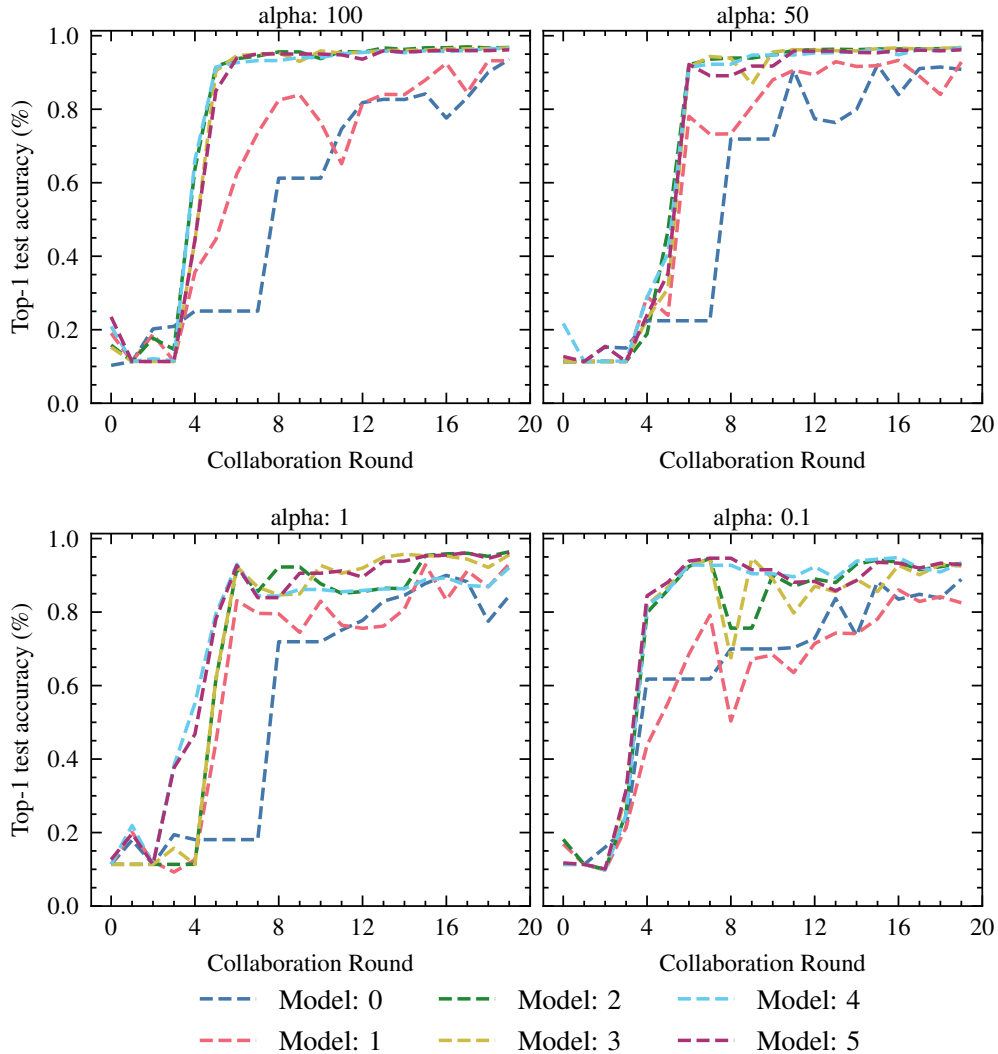 alpha: 100
alpha: 50
Top-1 test accuracy (%)
1.0
0.8
0.6
0.4
0.2
0.0
0 4 8 12 16 20
0 4 8 12 16 20
Collaboration Round
Collaboration Round
alpha: 1
alpha: 0.1
Top-1 test accuracy (%)
1.0
0.8
0.6
0.4
0.2
0.0
0 4 8 12 16 20
0 4 8 12 16 20
Collaboration Round
Collaboration Round
Model: 0
Model: 2
Model: 4
Model: 1
Model: 3
Model: 5